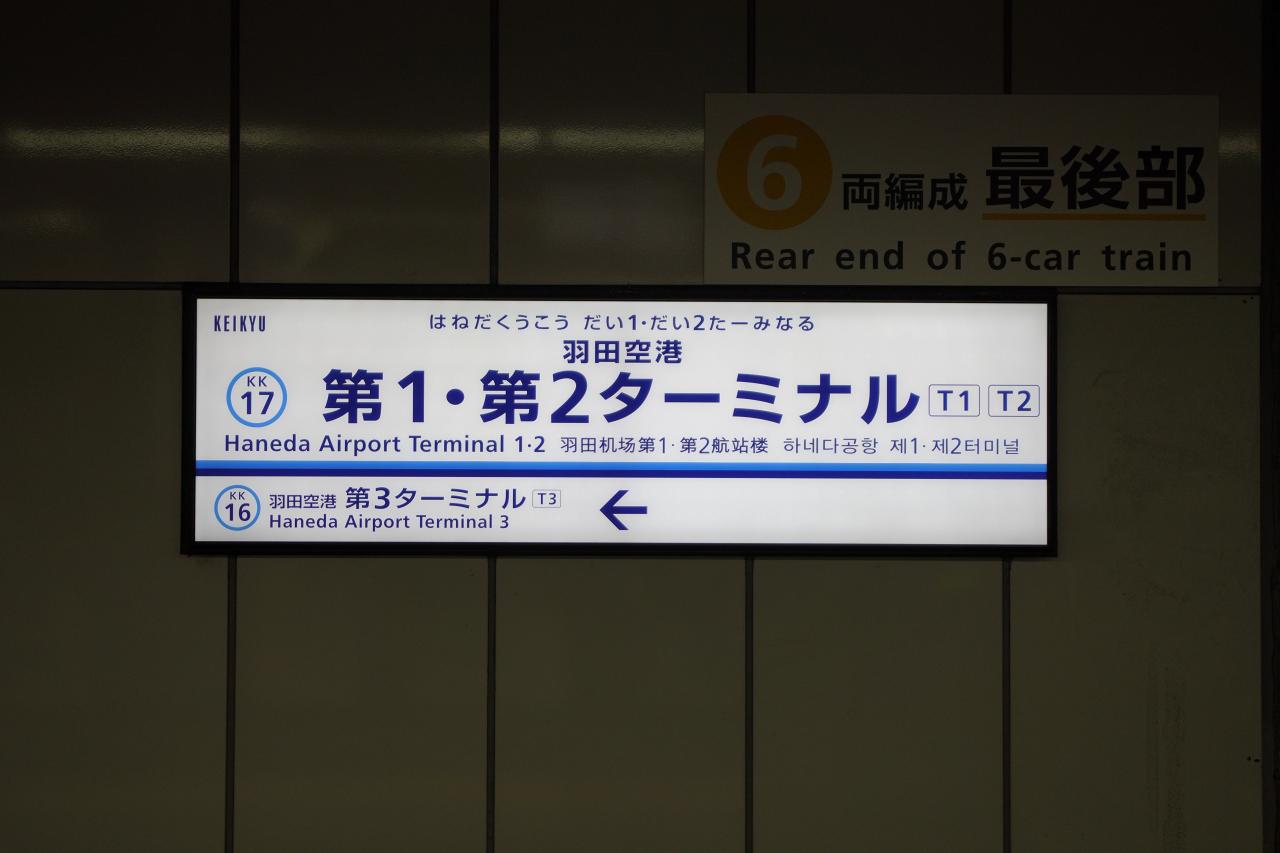 6 両編成 最後部
Rear end of 6-car train
KEIKYU
はねだくうこう だい1・だい2たーみなる
羽田空港
KK 17 第1・第2ターミナル T1 T2
Haneda Airport Terminal 1·2 羽田机场第1·第2航站楼 하네다공항 제1·제2터미널
KK 16 羽田空港 第3ターミナル T3 ←
Haneda Airport Terminal 3